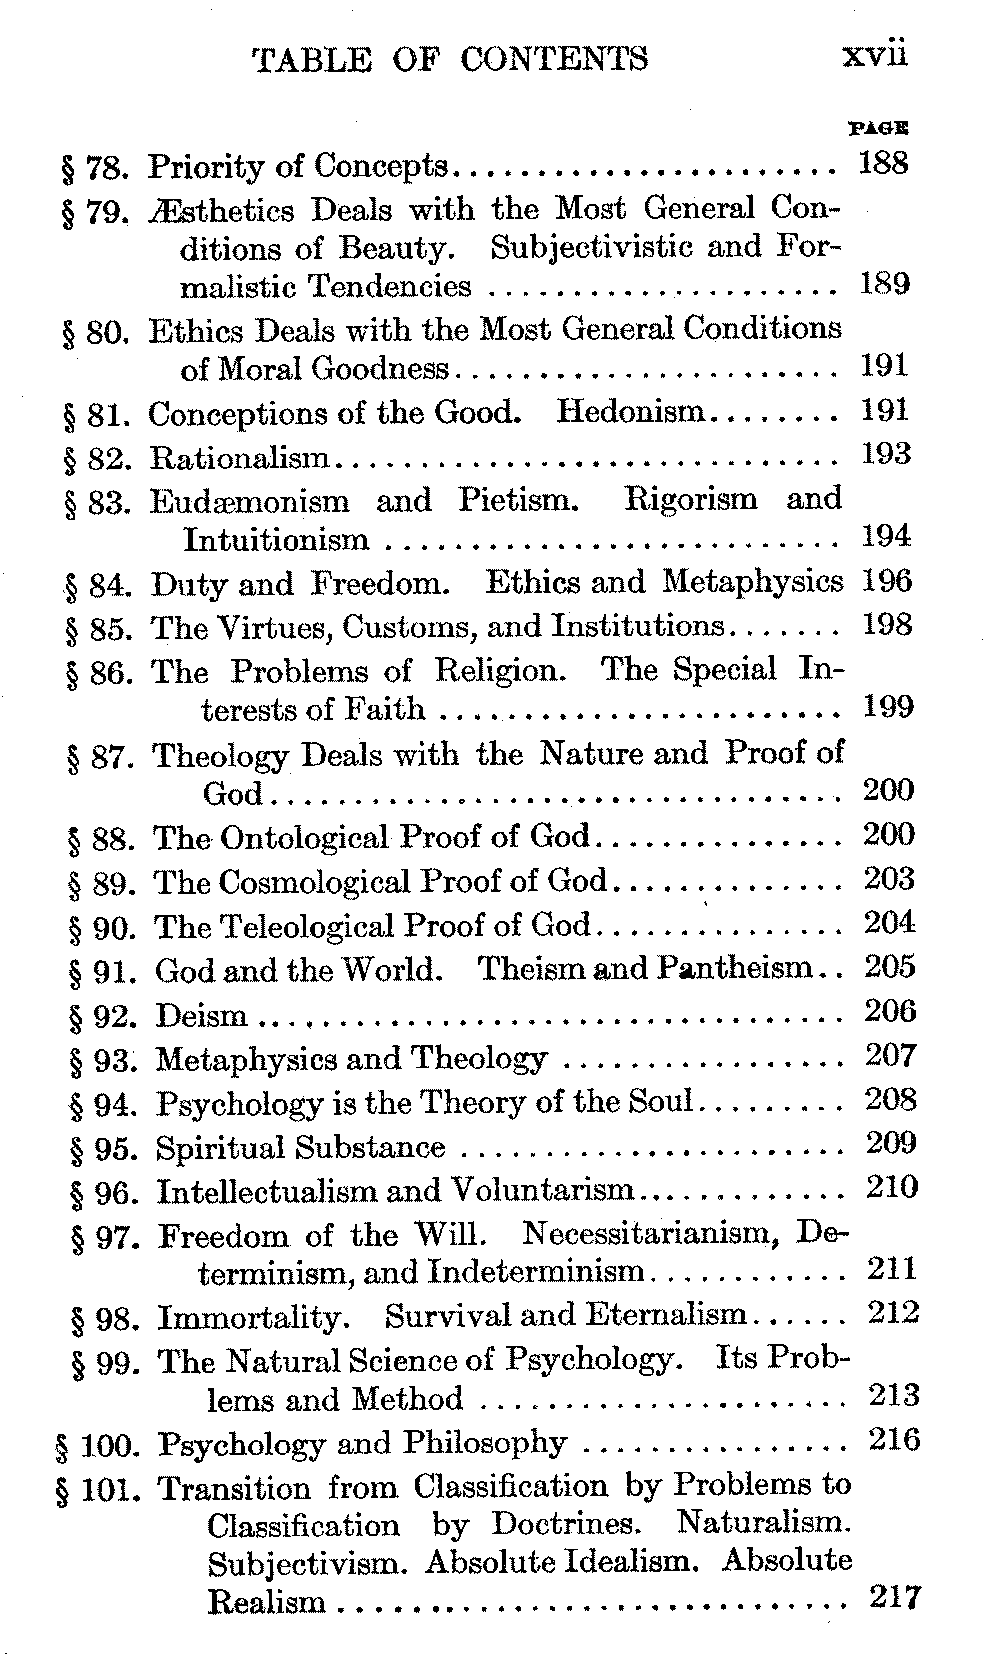 TABLE OF CONTENTS xvii
PAGE
§ 78. Priority of Concepts....................... 188
§ 79. Æsthetics Deals with the Most General Con-
ditions of Beauty. Subjectivistic and For-
malistic Tendencies ..................... 189
§ 80. Ethics Deals with the Most General Conditions
of Moral Goodness....................... 191
§ 81. Conceptions of the Good. Hedonism........ 191
§ 82. Rationalism.............................. 193
§ 83. Eudæmonism and Pietism. Rigorism and
Intuitionism ........................... 194
§ 84. Duty and Freedom. Ethics and Metaphysics 196
§ 85. The Virtues, Customs, and Institutions....... 198
§ 86. The Problems of Religion. The Special In-
terests of Faith ........................ 199
§ 87. Theology Deals with the Nature and Proof of
God.................................. 200
§ 88. The Ontological Proof of God............... 200
§ 89. The Cosmological Proof of God.............. 203
§ 90. The Teleological Proof of God............... 204
§ 91. God and the World. Theism and Pantheism.. 205
§ 92. Deism ................................... 206
§ 93. Metaphysics and Theology ................. 207
§ 94. Psychology is the Theory of the Soul......... 208
§ 95. Spiritual Substance ....................... 209
§ 96. Intellectualism and Voluntarism............. 210
§ 97. Freedom of the Will. Necessitarianism, De-
terminism, and Indeterminism............ 211
§ 98. Immortality. Survival and Eternalism...... 212
§ 99. The Natural Science of Psychology. Its Prob-
lems and Method ...................... 213
§ 100. Psychology and Philosophy ................ 216
§ 101. Transition from Classification by Problems to
Classification by Doctrines. Naturalism.
Subjectivism. Absolute Idealism. Absolute
Realism ............................... 217